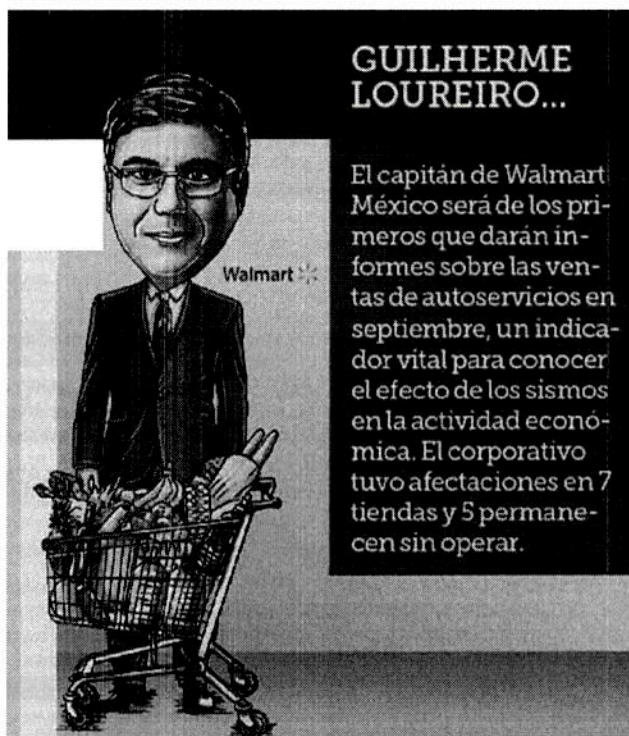 GUILHERME
LOUREIRO...
Walmart
El capitán de Walmart
México será de los pri-
meros que darán in-
formes sobre las ven-
tas de autoservicios en
septiembre, un indica-
dor vital para conocer
el efecto de los sismos
en la actividad econó-
mica. El corporativo
tuvo afectaciones en 7
tiendas y 5 permane-
cen sin operar.